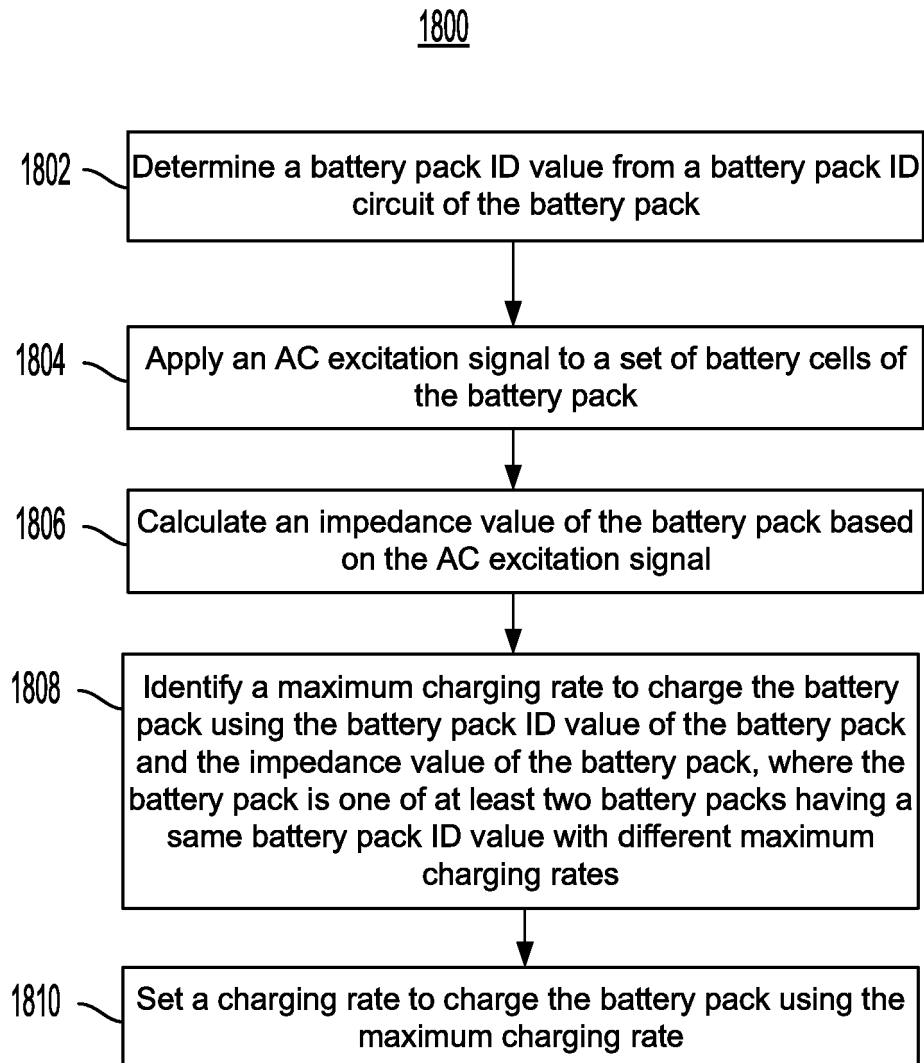 1800
1802
Determine a battery pack ID value from a battery pack ID
circuit of the battery pack
1804
Apply an AC excitation signal to a set of battery cells of
the battery pack
1806
Calculate an impedance value of the battery pack based
on the AC excitation signal
1808
Identify a maximum charging rate to charge the battery
pack using the battery pack ID value of the battery pack
and the impedance value of the battery pack, where the
battery pack is one of at least two battery packs having a
same battery pack ID value with different maximum
charging rates
1810
Set a charging rate to charge the battery pack using the
maximum charging rate